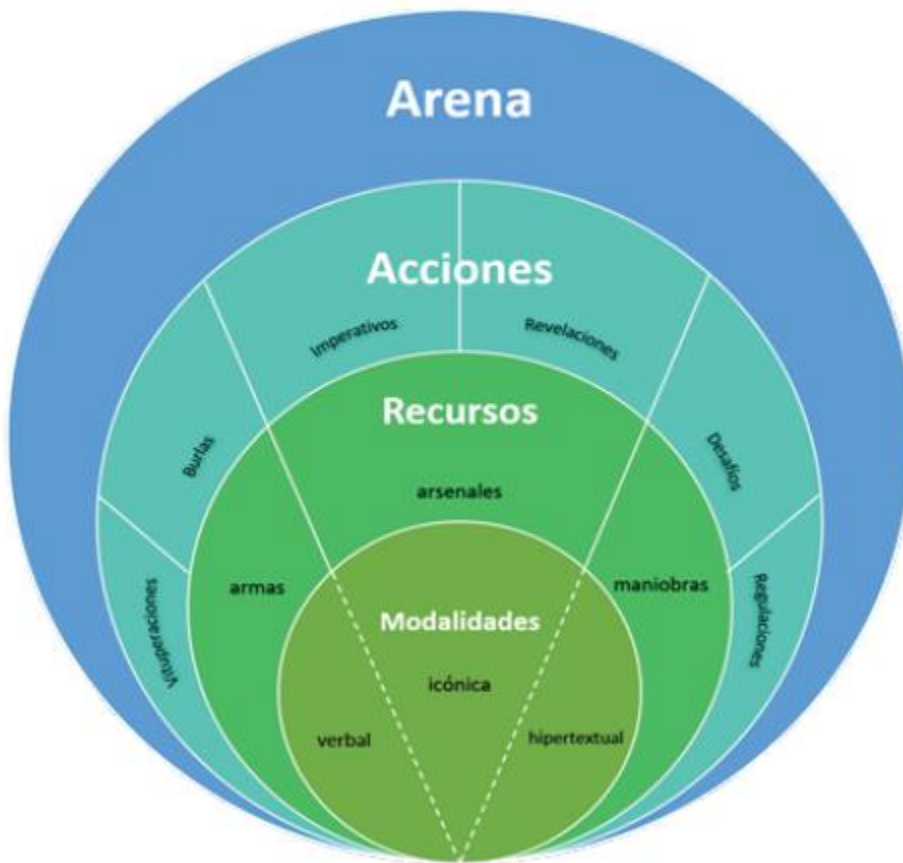 Arena
Acciones
Imperativos
Revelaciones
Burlas
Desafíos
Vituperaciones
Regulaciones
Recursos
arsenales
armas
maniobras
Modalidades
icónica
verbal
hipertextual